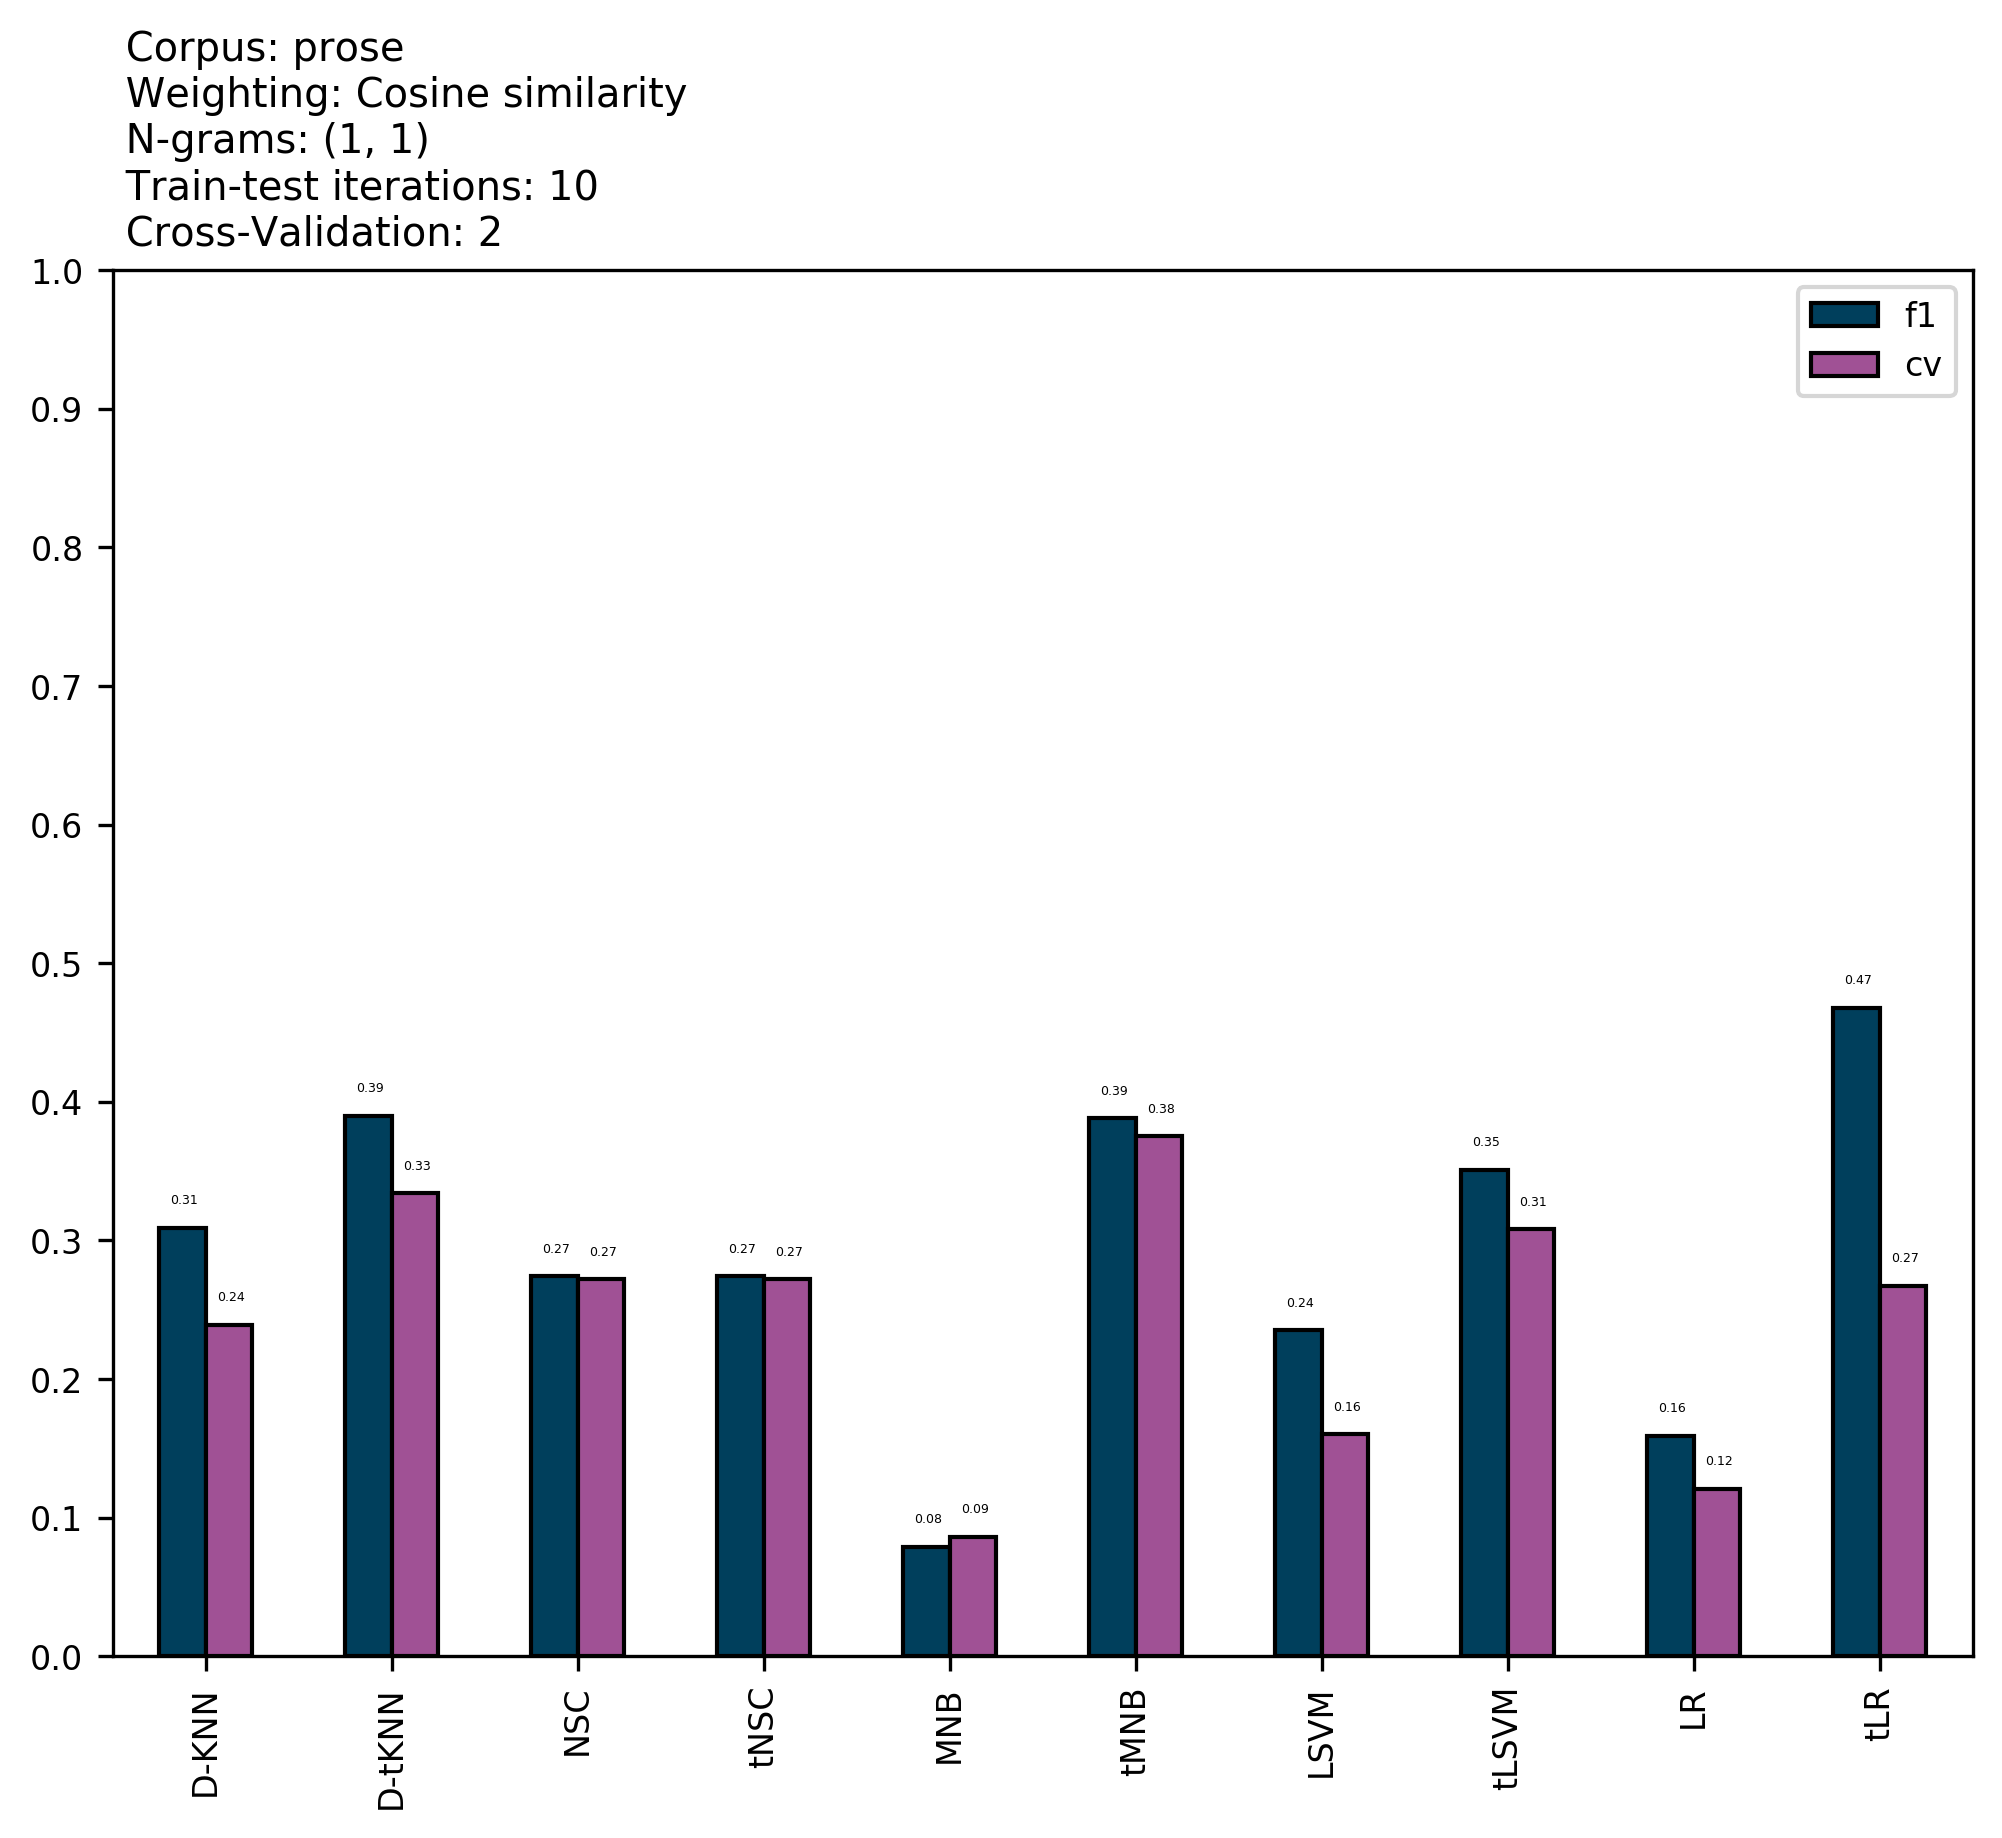 Corpus: prose
Weighting: Cosine similarity
N-grams: (1, 1)
Train-test iterations: 10
Cross-Validation: 2
1.0
0.9
0.8
0.7
0.6
0.5
0.4
0.3
0.2
0.1
0.0
f1
cv
0.31
0.24
0.39
0.33
0.27
0.27
0.27
0.27
0.08
0.09
0.39
0.38
0.24
0.16
0.35
0.31
0.16
0.12
0.47
0.27
D-KNN
D-tKNN
NSC
tNSC
MNB
tMNB
LSVM
tLSVM
LR
tLR